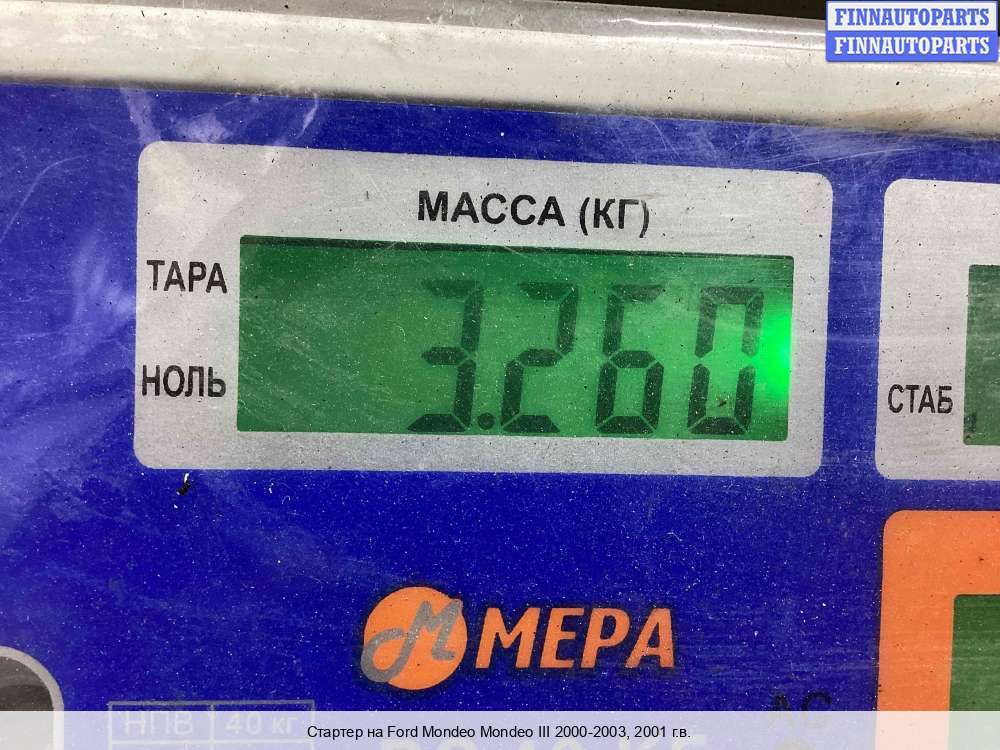 FINNAUTOPARTS
FINNAUTOPARTS
МАССА (КГ)
ТАРА
3.260
НОЛЬ
СТАБ
М МЕРА
НПВ 40 кг
Стартер на Ford Mondeo Mondeo III 2000-2003, 2001 г.в.